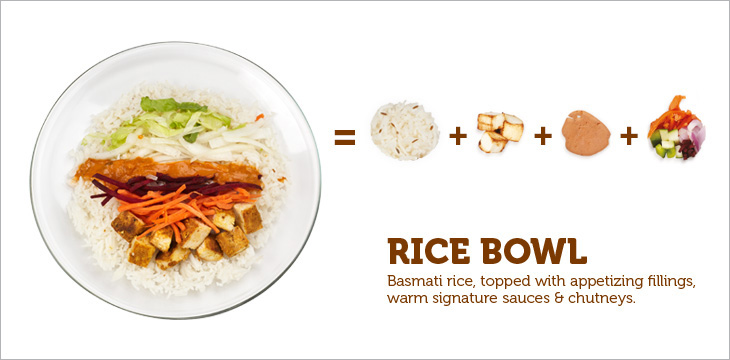 = + + +
RICE BOWL
Basmati rice, topped with appetizing fillings,
warm signature sauces & chutneys.